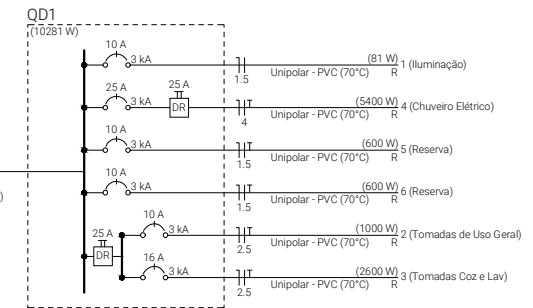 QD1
(10281 W)
10 A
3 kA
1.5
Unipolar - PVC (70°C)
(81 W)
R
1 (Iluminação)
25 A
3 kA
25 A
DR
4
Unipolar - PVC (70°C)
(5400 W)
R
4 (Chuveiro Elétrico)
10 A
3 kA
1.5
Unipolar - PVC (70°C)
(600 W)
R
5 (Reserva)
10 A
3 kA
1.5
Unipolar - PVC (70°C)
(600 W)
R
6 (Reserva)
)
25 A
DR
10 A
3 kA
2.5
Unipolar - PVC (70°C)
(1000 W)
R
2 (Tomadas de Uso Geral)
16 A
3 kA
2.5
Unipolar - PVC (70°C)
(2600 W)
R
3 (Tomadas Coz e Lav)